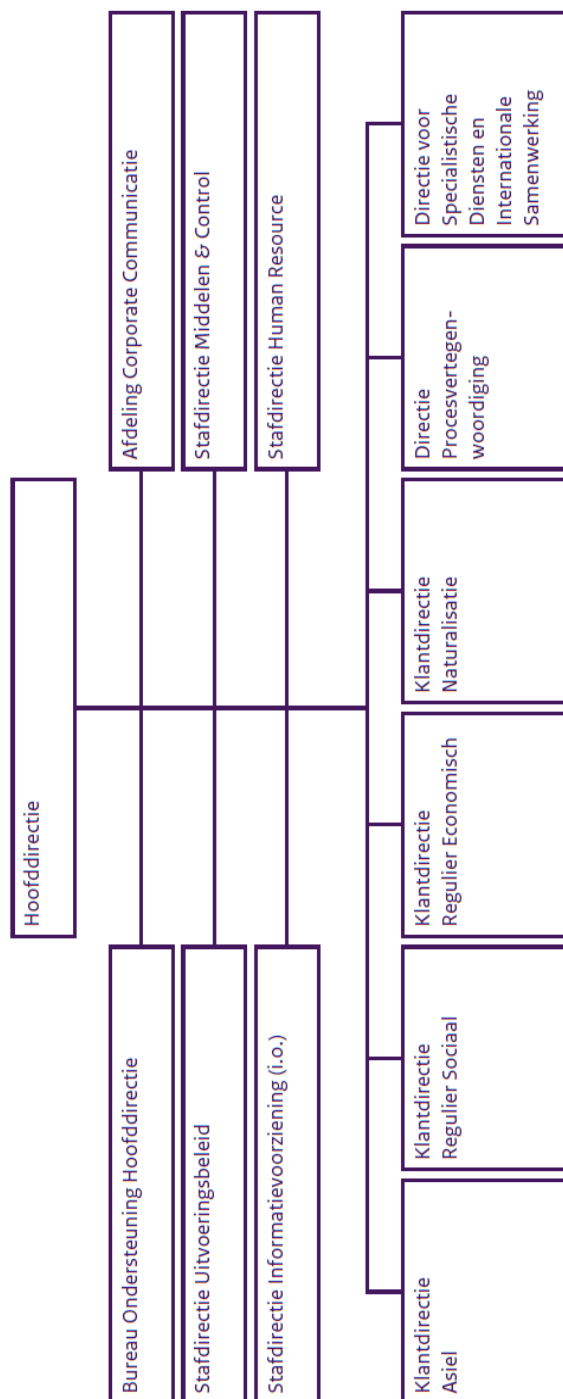 Hoofddirectie
Bureau Ondersteuning Hoofddirectie
Afdeling Corporate Communicatie
Stafdirectie Uitvoeringsbeleid
Stafdirectie Middelen & Control
Stafdirectie Informatievoorziening (i.o.)
Stafdirectie Human Resource
Klantdirectie
Asiel
Klantdirectie
Regulier Sociaal
Klantdirectie
Regulier Economisch
Klantdirectie
Naturalisatie
Directie
Procesvertegen-
woordiging
Directie voor
Specialistische
Diensten en
Internationale
Samenwerking